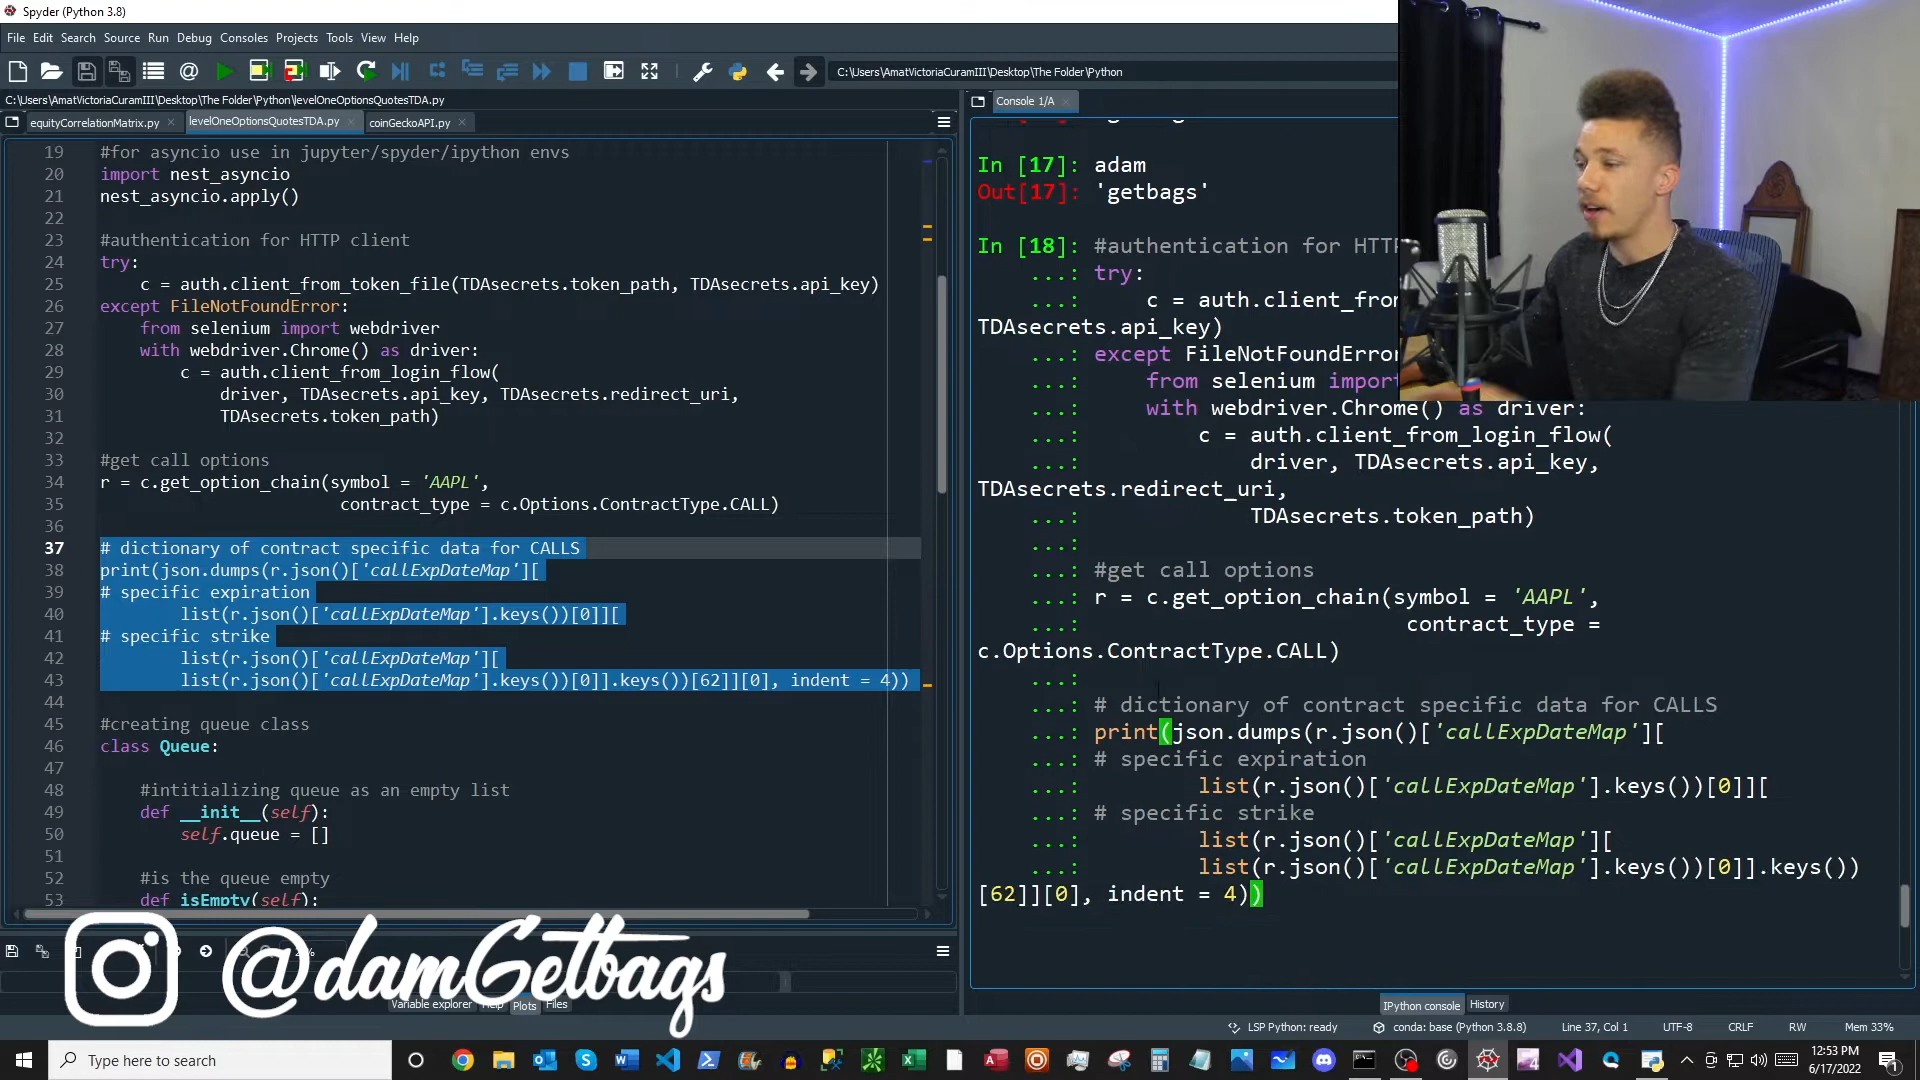 Spyder (Python 3.8)
File Edit Search Source Run Debug Consoles Projects Tools View Help
C:\Users\AmatVictoriaCuramIII\Desktop\The Folder\Python
C:\Users\AmatVictoriaCuramIII\Desktop\The Folder\Python\levelOneOptionsQuotesTDA.py
equityCorrelationMatrix.py levelOneOptionsQuotesTDA.py coinGeckoAPI.py
19 #for asyncio use in jupyter/spyder/ipython envs
20 import nest_asyncio
21 nest_asyncio.apply()
22
23 #authentication for HTTP client
24 try:
25 c = auth.client_from_token_file(TDAsecrets.token_path, TDAsecrets.api_key)
26 except FileNotFoundError:
27 from selenium import webdriver
28 with webdriver.Chrome() as driver:
29 c = auth.client_from_login_flow(
30 driver, TDAsecrets.api_key, TDAsecrets.redirect_uri,
31 TDAsecrets.token_path)
32
33 #get call options
34 r = c.get_option_chain(symbol = 'AAPL',
35 contract_type = c.Options.ContractType.CALL)
36
37 # dictionary of contract specific data for CALLS
38 print(json.dumps(r.json()['callExpDateMap'][
39 # specific expiration
40 list(r.json()['callExpDateMap'].keys())[0]][
41 # specific strike
42 list(r.json()['callExpDateMap'][
43 list(r.json()['callExpDateMap'].keys())[0]].keys())[62]][0], indent = 4))
44
45 #creating queue class
46 class Queue:
47
48 #intitializing queue as an empty list
49 def __init__(self):
50 self.queue = []
51
52 #is the queue empty
53 def isEmpty(self):
@damGetbags
Variable explorer Help Plots Files
Console 1/A
In [17]: adam
Out[17]: 'getbags'
In [18]: #authentication for HTTP
...: try:
...: c = auth.client_from
TDAsecrets.api_key)
...: except FileNotFoundError
...: from selenium import
...: with webdriver.Chrome() as driver:
...: c = auth.client_from_login_flow(
...: driver, TDAsecrets.api_key,
TDAsecrets.redirect_uri,
...: TDAsecrets.token_path)
...:
...: #get call options
...: r = c.get_option_chain(symbol = 'AAPL',
...: contract_type =
c.Options.ContractType.CALL)
...:
...: # dictionary of contract specific data for CALLS
...: print(json.dumps(r.json()['callExpDateMap'][
...: # specific expiration
...: list(r.json()['callExpDateMap'].keys())[0]][
...: # specific strike
...: list(r.json()['callExpDateMap'][
...: list(r.json()['callExpDateMap'].keys())[0]].keys())
[62]][0], indent = 4))
IPython console History
LSP Python: ready conda: base (Python 3.8.8) Line 37, Col 1 UTF-8 CRLF RW Mem 33%
Type here to search
12:53 PM
6/17/2022